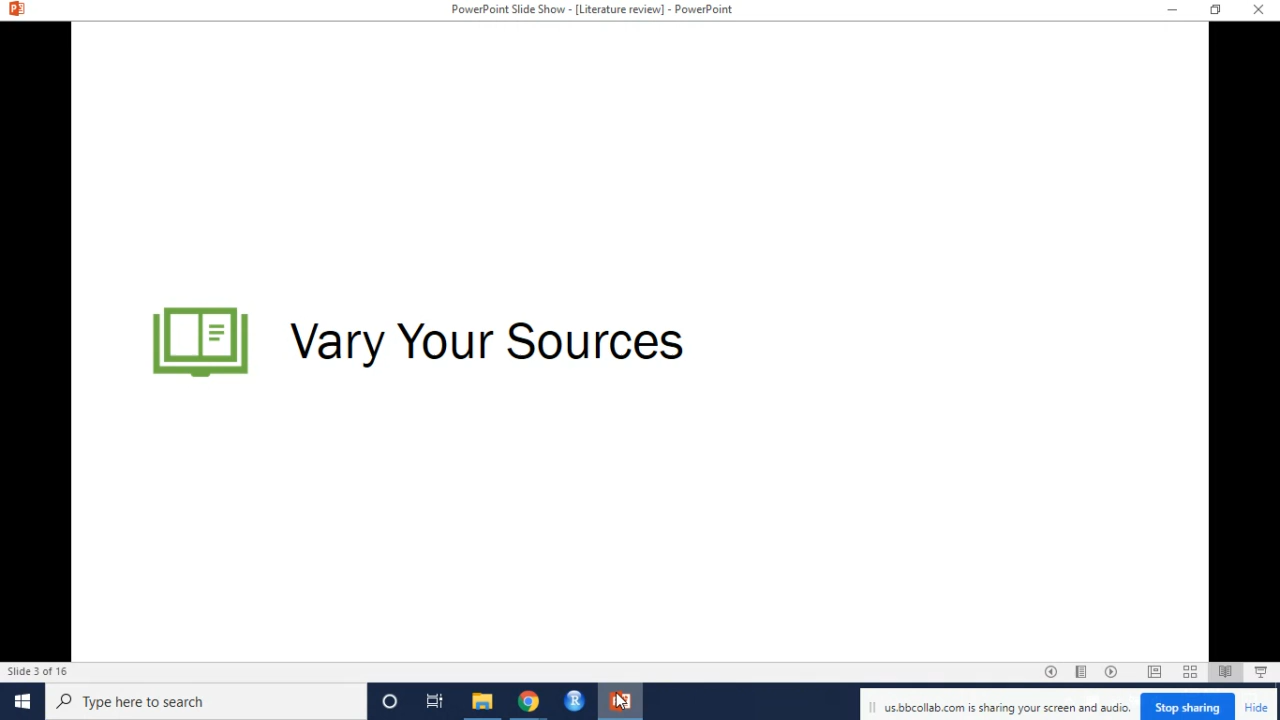 PowerPoint Slide Show - [Literature review] - PowerPoint
Vary Your Sources
Slide 3 of 16
Type here to search
us.bbcollab.com is sharing your screen and audio.
Stop sharing
Hide